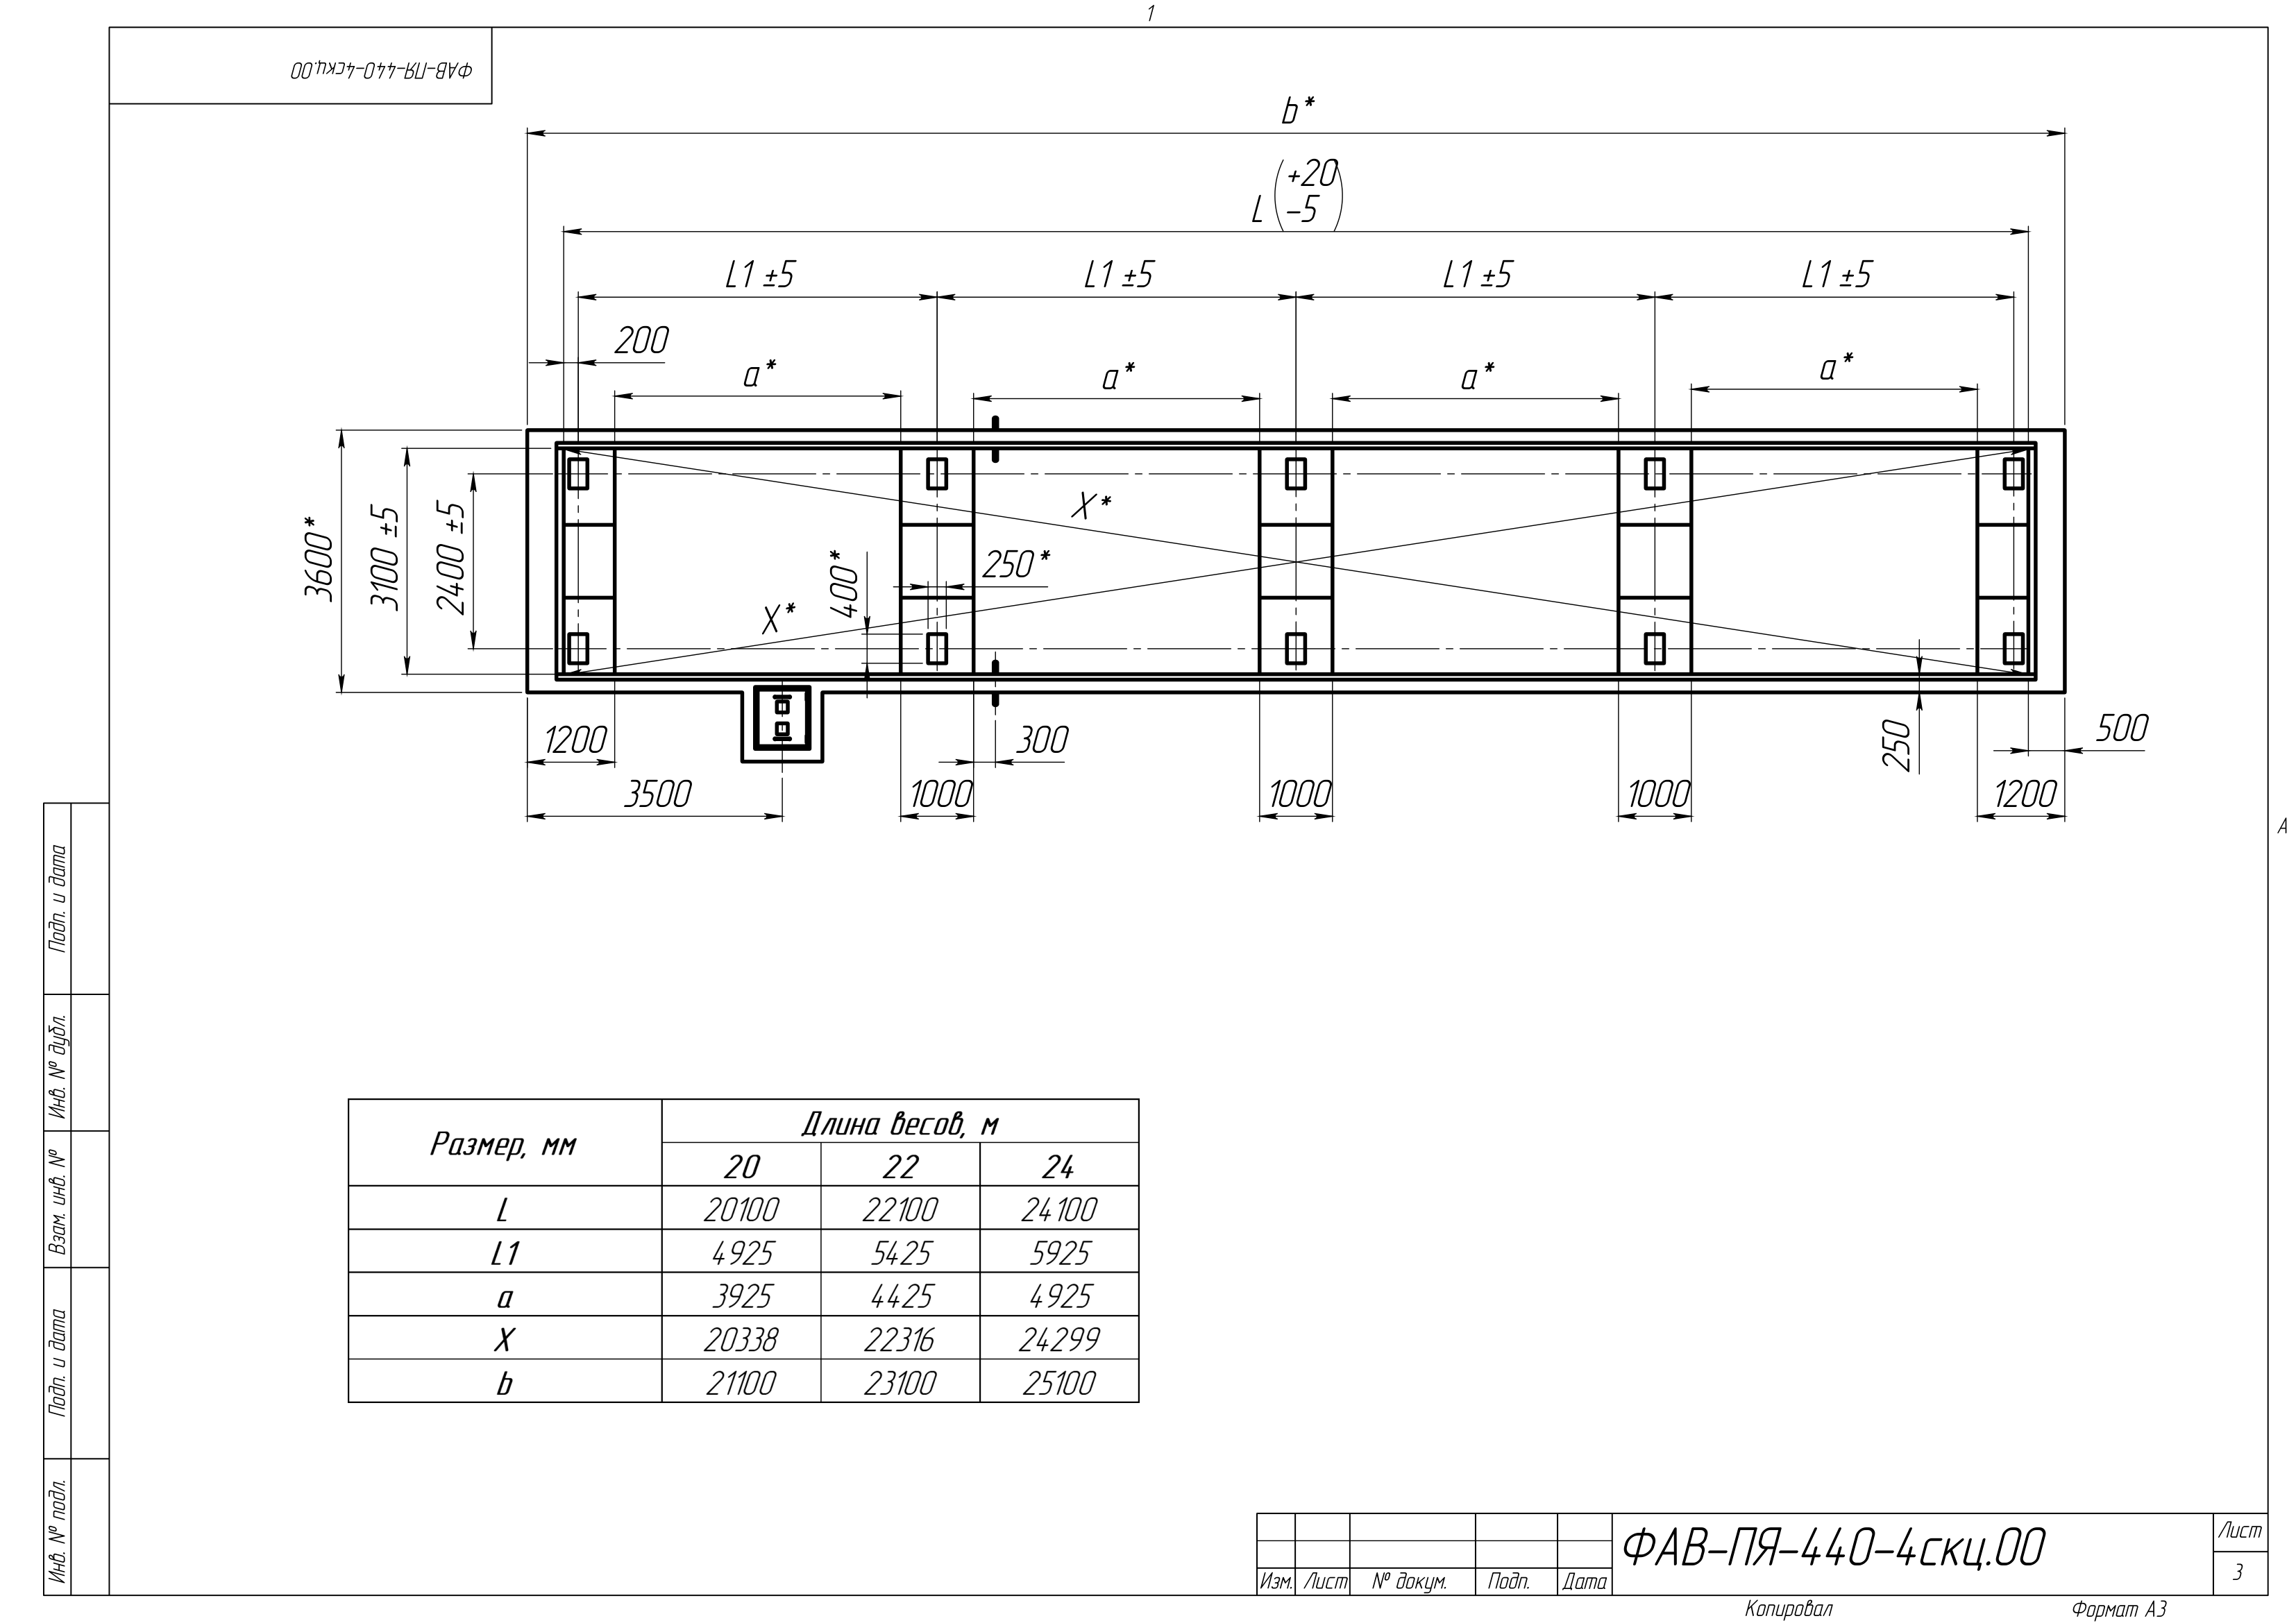 1
ФАВ-ПЯ-440-4скц.00
b*
L (+20
-5)
L1 ±5 L1 ±5 L1 ±5 L1 ±5
200
a* a* a* a*
3600*
3100 ±5
2400 ±5
X*
X*
400*
250*
1200
300
250
500
3500
1000
1000
1000
1200
A
Размер, мм
Длина весов, м
20 22 24
L 20100 22100 24100
L1 4925 5425 5925
a 3925 4425 4925
X 20338 22316 24299
b 21100 23100 25100
Подп. и дата
Инв. № дубл.
Взам. инв. №
Подп. и дата
Инв. № подл.
Изм. Лист № докум. Подп. Дата
ФАВ-ПЯ-440-4скц.00
Лист
3
Копировал
Формат А3